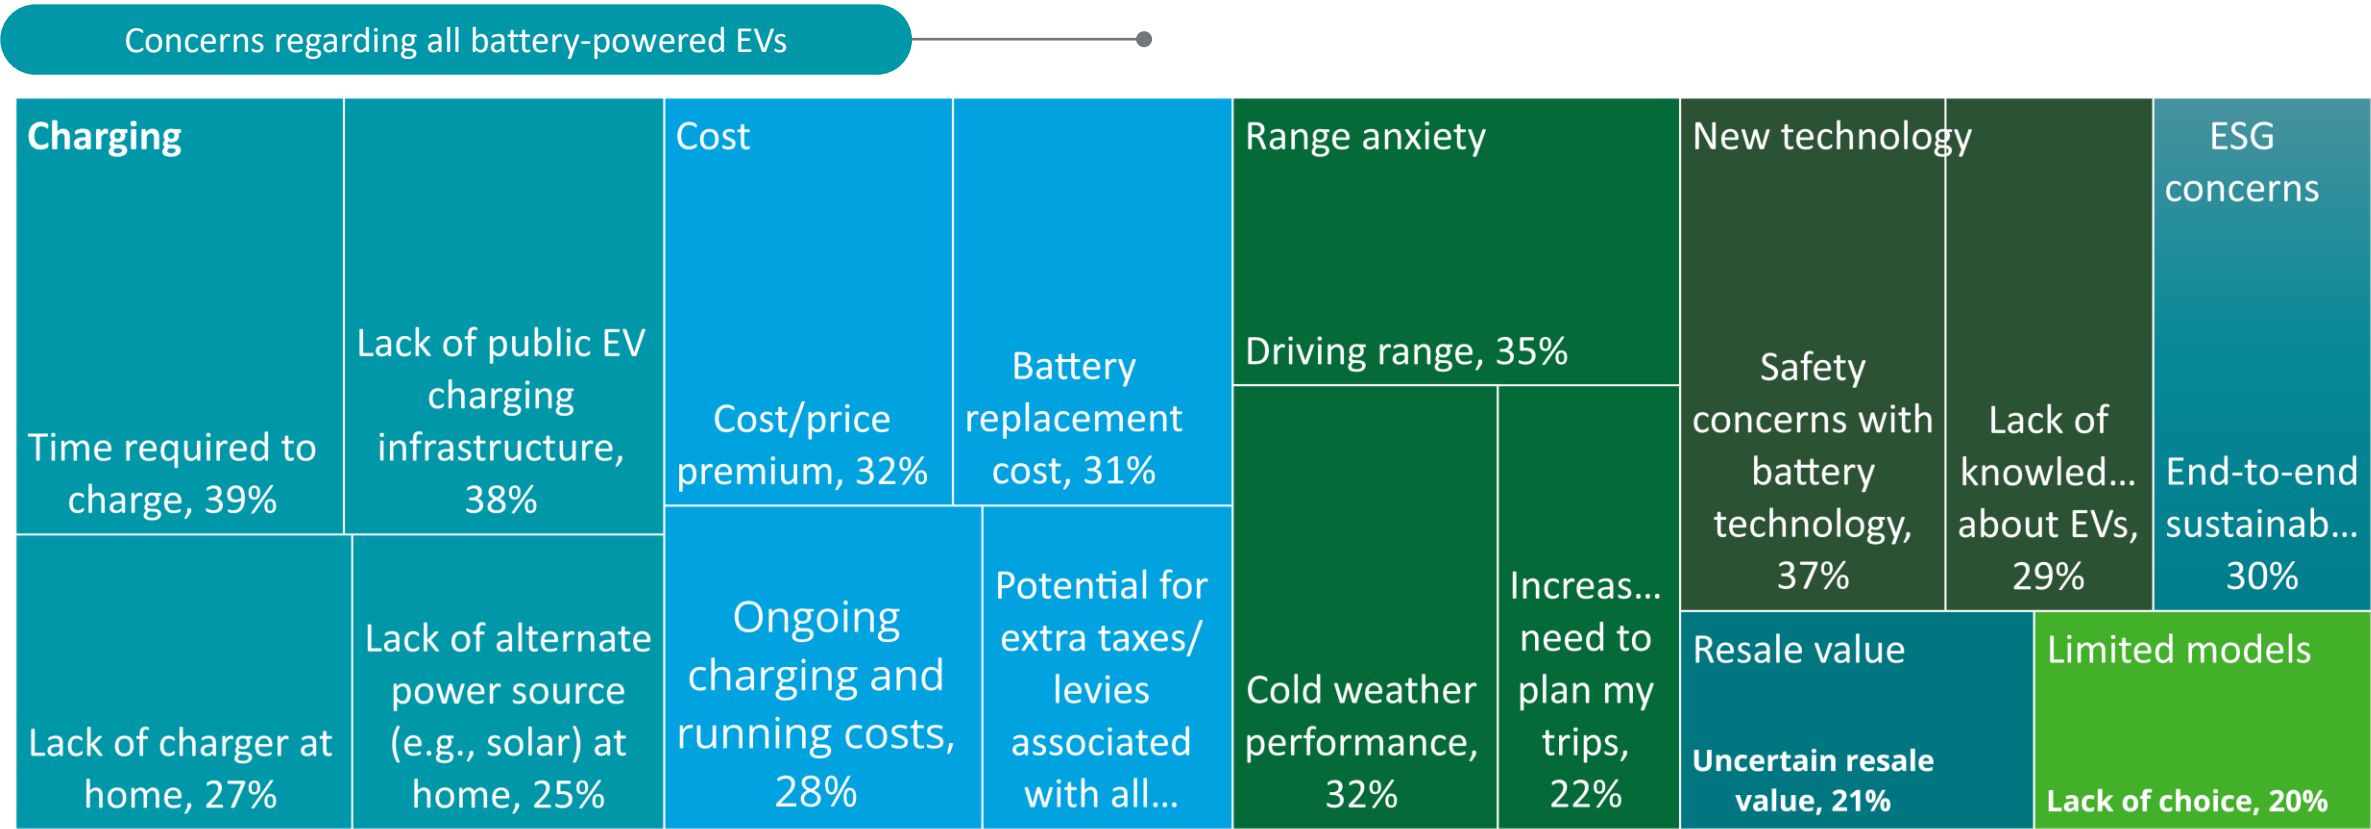 Concerns regarding all battery-powered EVs
Charging
Time required to
charge, 39%
Lack of public EV
charging
infrastructure,
38%
Lack of charger at
home, 27%
Lack of alternate
power source
(e.g., solar) at
home, 25%
Cost
Cost/price
premium, 32%
Battery
replacement
cost, 31%
Ongoing
charging and
running costs,
28%
Potential for
extra taxes/
levies
associated
with all…
Range anxiety
Driving range, 35%
Cold weather
performance,
32%
Increas…
need to
plan my
trips,
22%
New technology
Safety
concerns with
battery
technology,
37%
Lack of
knowled…
about EVs,
29%
ESG
concerns
End-to-end
sustainab…
30%
Resale value
Uncertain resale
value, 21%
Limited models
Lack of choice, 20%